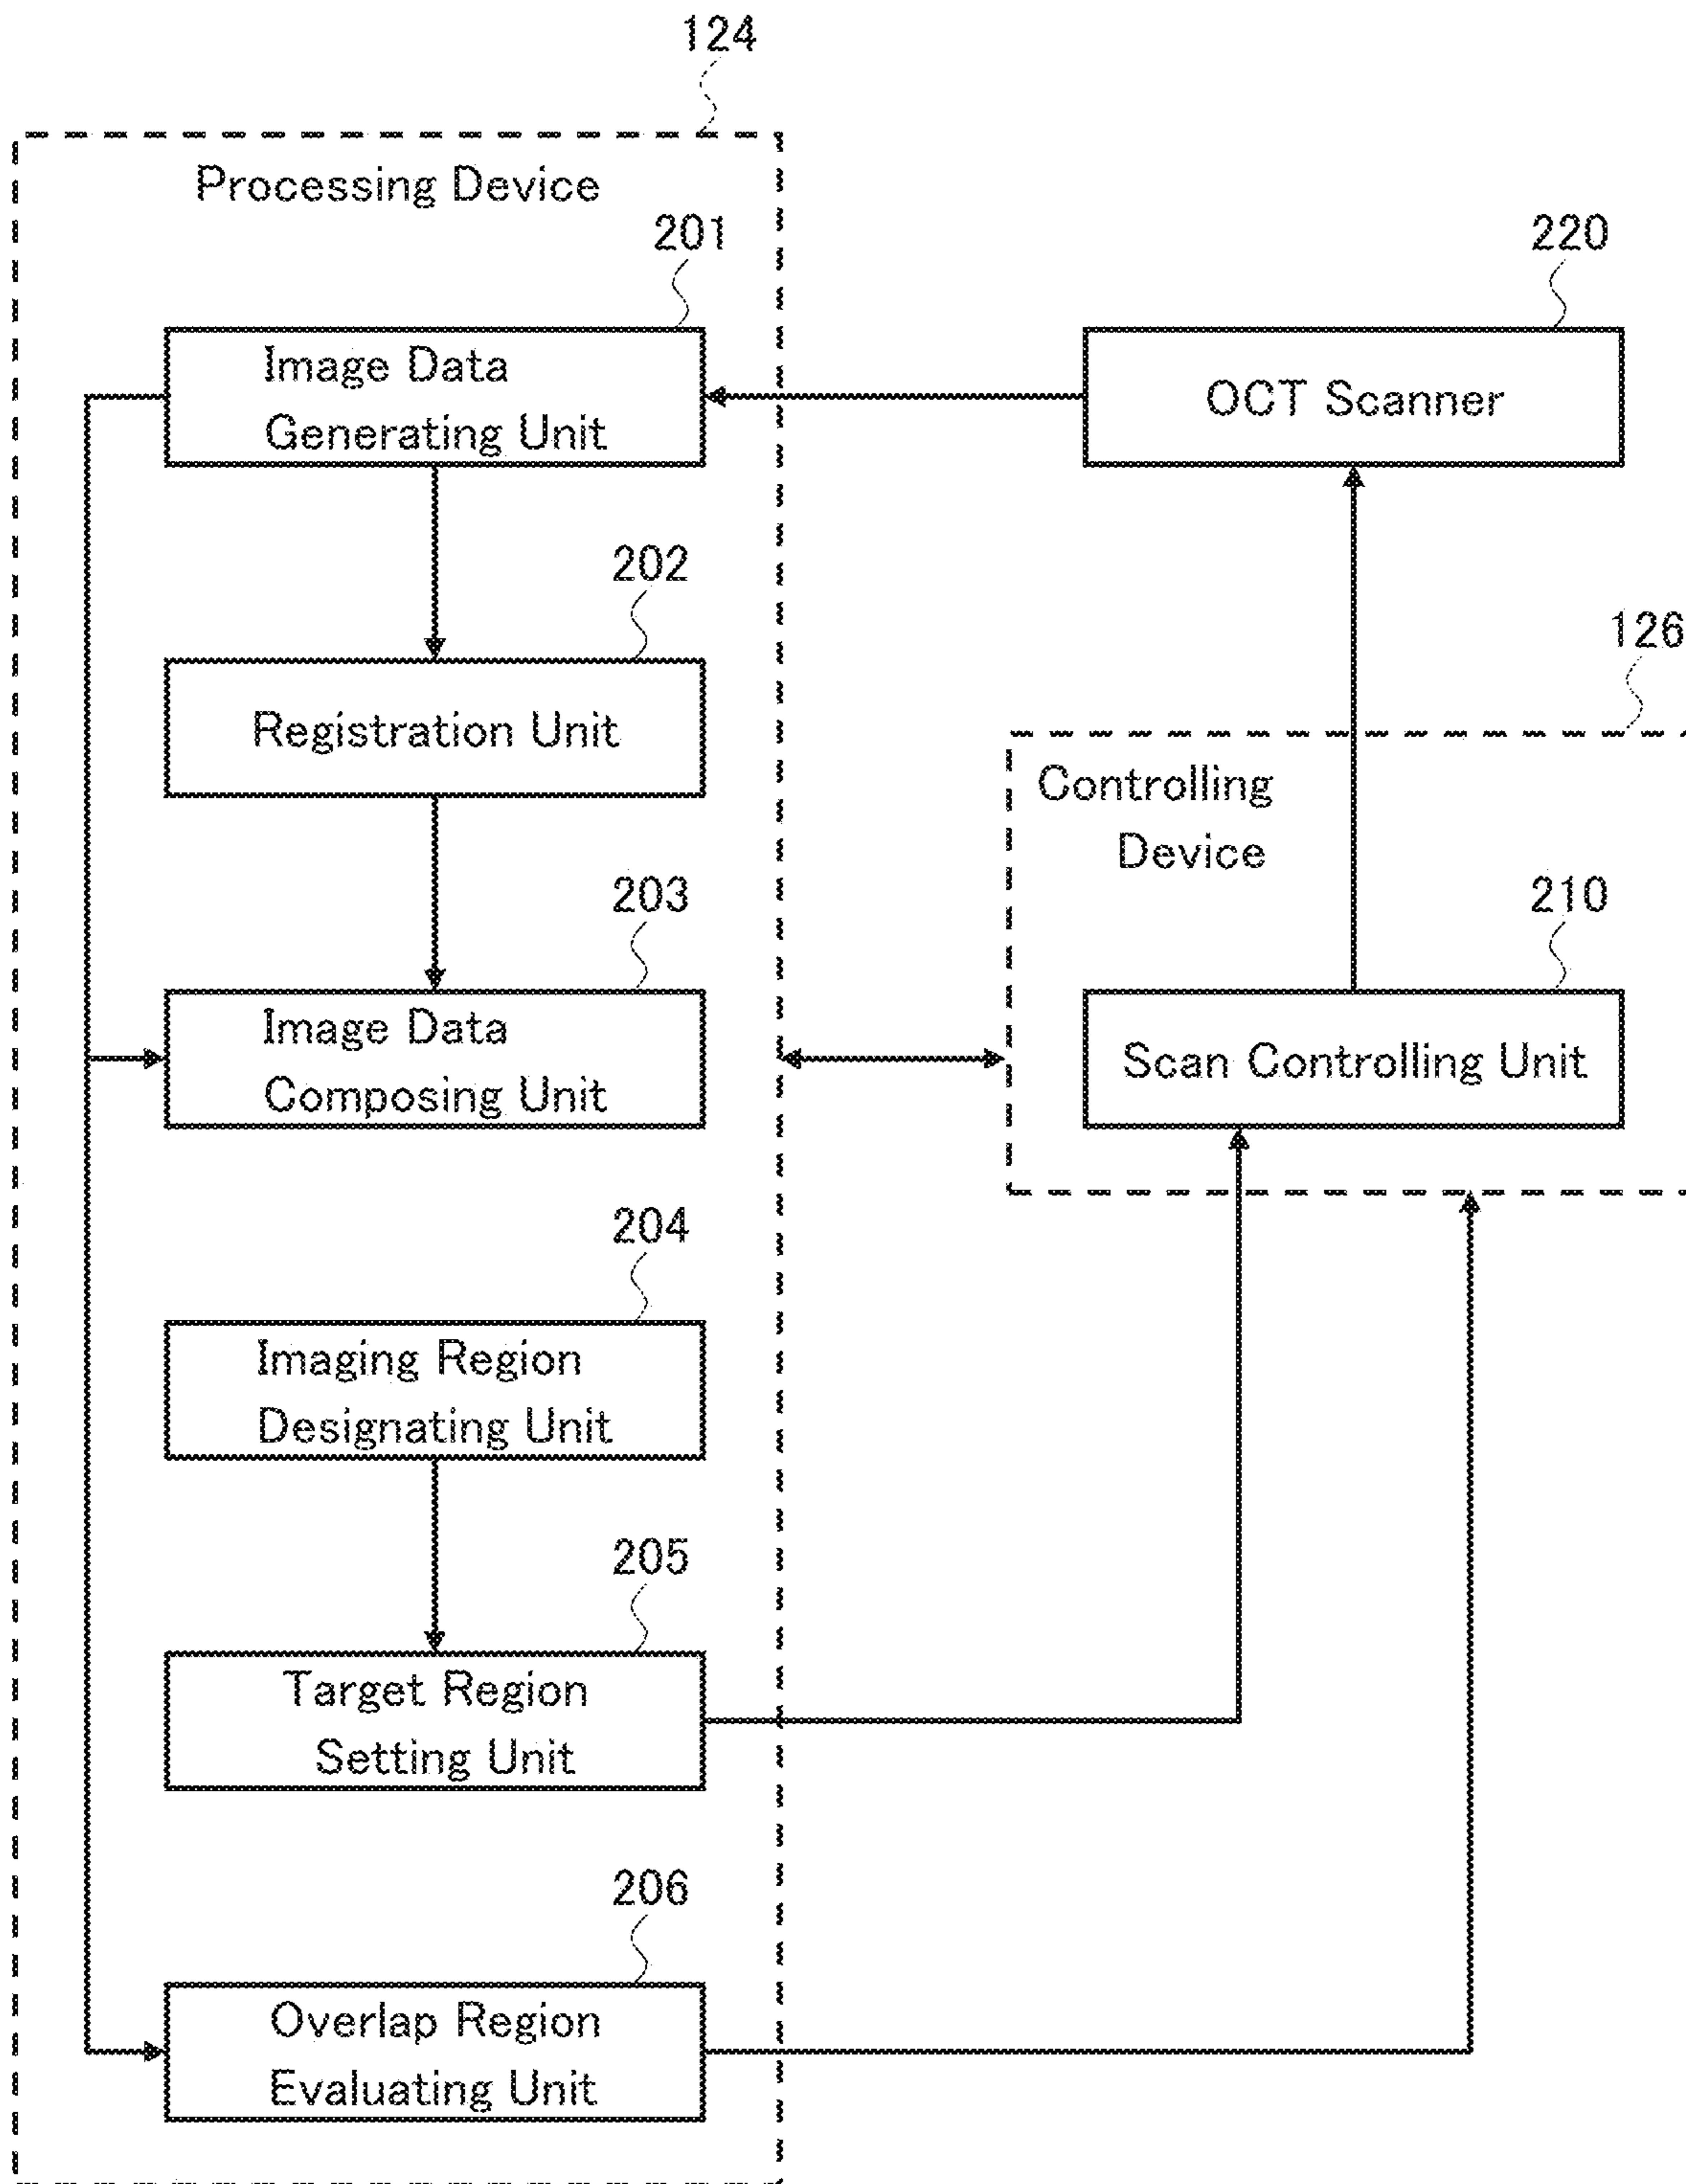 124
Processing Device
201
220
Image Data
Generating Unit
OCT Scanner
202
126
Registration Unit
Controlling
Device
203
210
Image Data
Composing Unit
Scan Controlling Unit
204
Imaging Region
Designating Unit
205
Target Region
Setting Unit
206
Overlap Region
Evaluating Unit